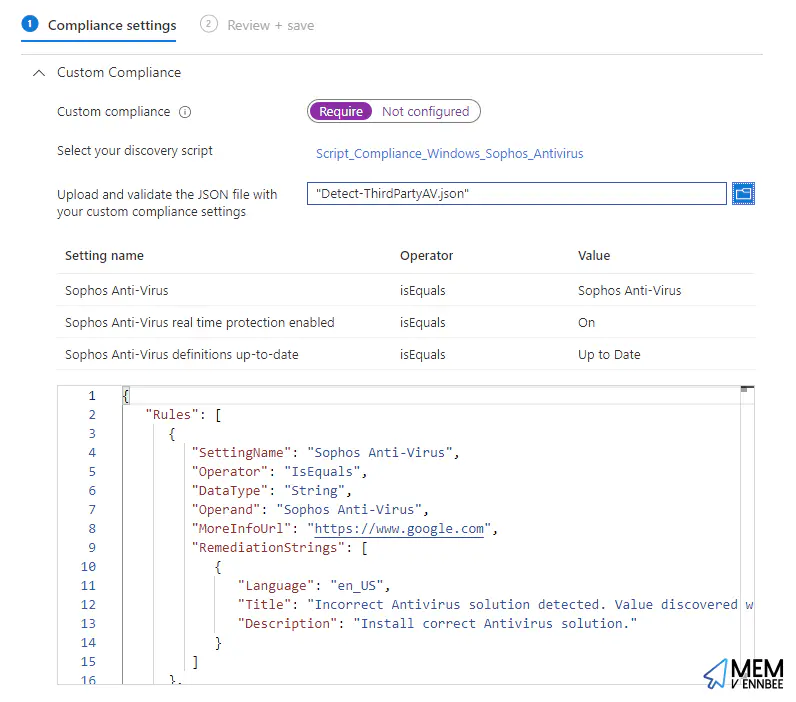 1 Compliance settings 2 Review + save
Custom Compliance
Custom compliance
Require Not configured
Select your discovery script
Script_Compliance_Windows_Sophos_Antivirus
Upload and validate the JSON file with
your custom compliance settings
"Detect-ThirdPartyAV.json"
Setting name Operator Value
Sophos Anti-Virus isEquals Sophos Anti-Virus
Sophos Anti-Virus real time protection enabled isEquals On
Sophos Anti-Virus definitions up-to-date isEquals Up to Date
1 {
2 "Rules": [
3 {
4 "SettingName": "Sophos Anti-Virus",
5 "Operator": "IsEquals",
6 "DataType": "String",
7 "Operand": "Sophos Anti-Virus",
8 "MoreInfoUrl": "https://www.google.com",
9 "RemediationStrings": [
10 {
11 "Language": "en_US",
12 "Title": "Incorrect Antivirus solution detected. Value discovered w
13 "Description": "Install correct Antivirus solution."
14 }
15 ]
16 },
MEM
VENNBEE